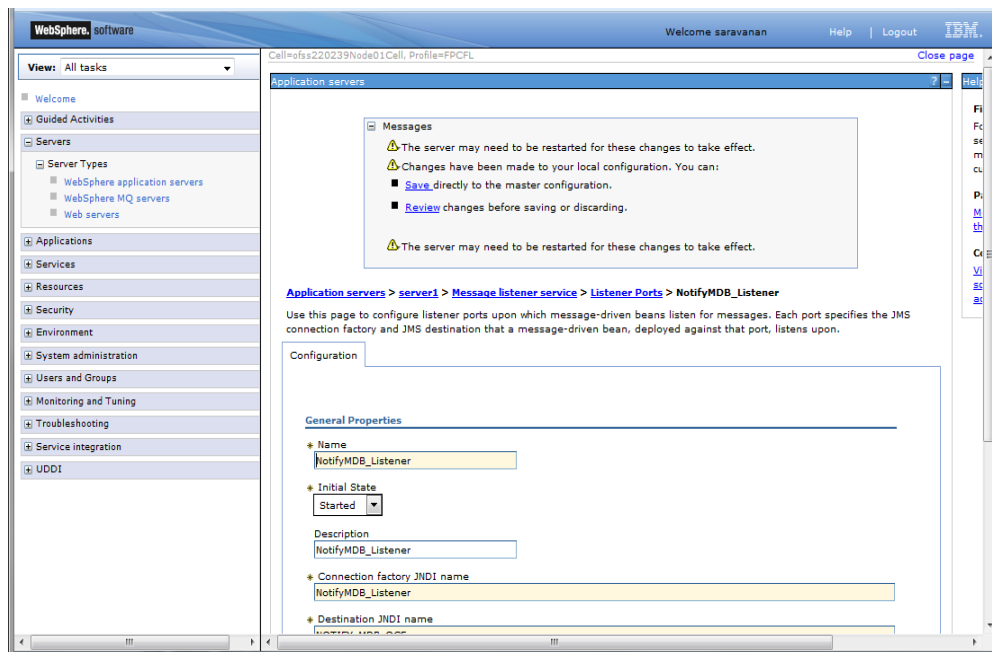 WebSphere. software
Welcome saravanan Help | Logout IBM.
View: All tasks
Cell=ofss220239Node01Cell, Profile=FPCFL
Close page
Welcome
Guided Activities
Servers
Server Types
WebSphere application servers
WebSphere MQ servers
Web servers
Applications
Services
Resources
Security
Environment
System administration
Users and Groups
Monitoring and Tuning
Troubleshooting
Service integration
UDDI
Application servers ? -
Messages
The server may need to be restarted for these changes to take effect.
Changes have been made to your local configuration. You can:
Save directly to the master configuration.
Review changes before saving or discarding.
The server may need to be restarted for these changes to take effect.
Application servers > server1 > Message listener service > Listener Ports > NotifyMDB_Listener
Use this page to configure listener ports upon which message-driven beans listen for messages. Each port specifies the JMS
connection factory and JMS destination that a message-driven bean, deployed against that port, listens upon.
Configuration
General Properties
* Name
NotifyMDB_Listener
* Initial State
Started
Description
NotifyMDB_Listener
* Connection factory JNDI name
NotifyMDB_Listener
* Destination JNDI name
Help